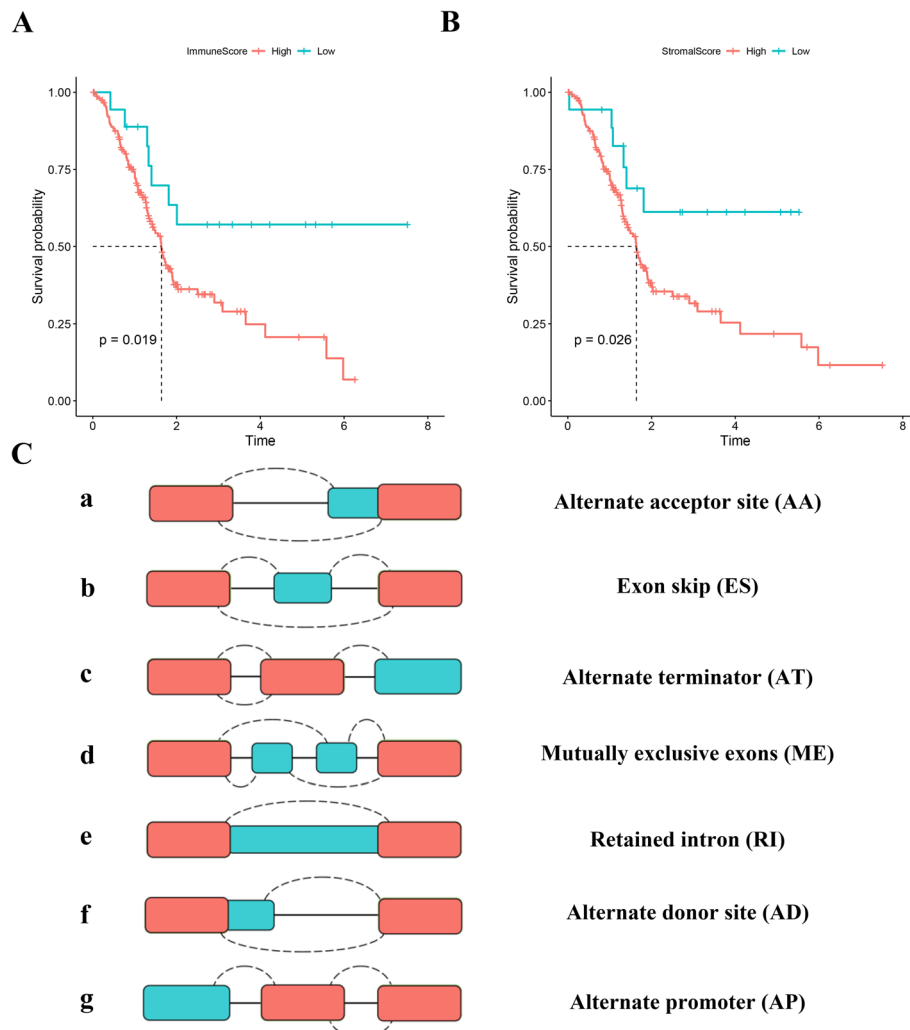 A
B
ImmuneScore High Low
StromalScore High Low
1.00
0.75
0.50
0.25
0.00
Survival probability
p = 0.019
0 2 4 6 8
Time
1.00
0.75
0.50
0.25
0.00
Survival probability
p = 0.026
0 2 4 6 8
Time
C
a Alternate acceptor site (AA)
b Exon skip (ES)
c Alternate terminator (AT)
d Mutually exclusive exons (ME)
e Retained intron (RI)
f Alternate donor site (AD)
g Alternate promoter (AP)